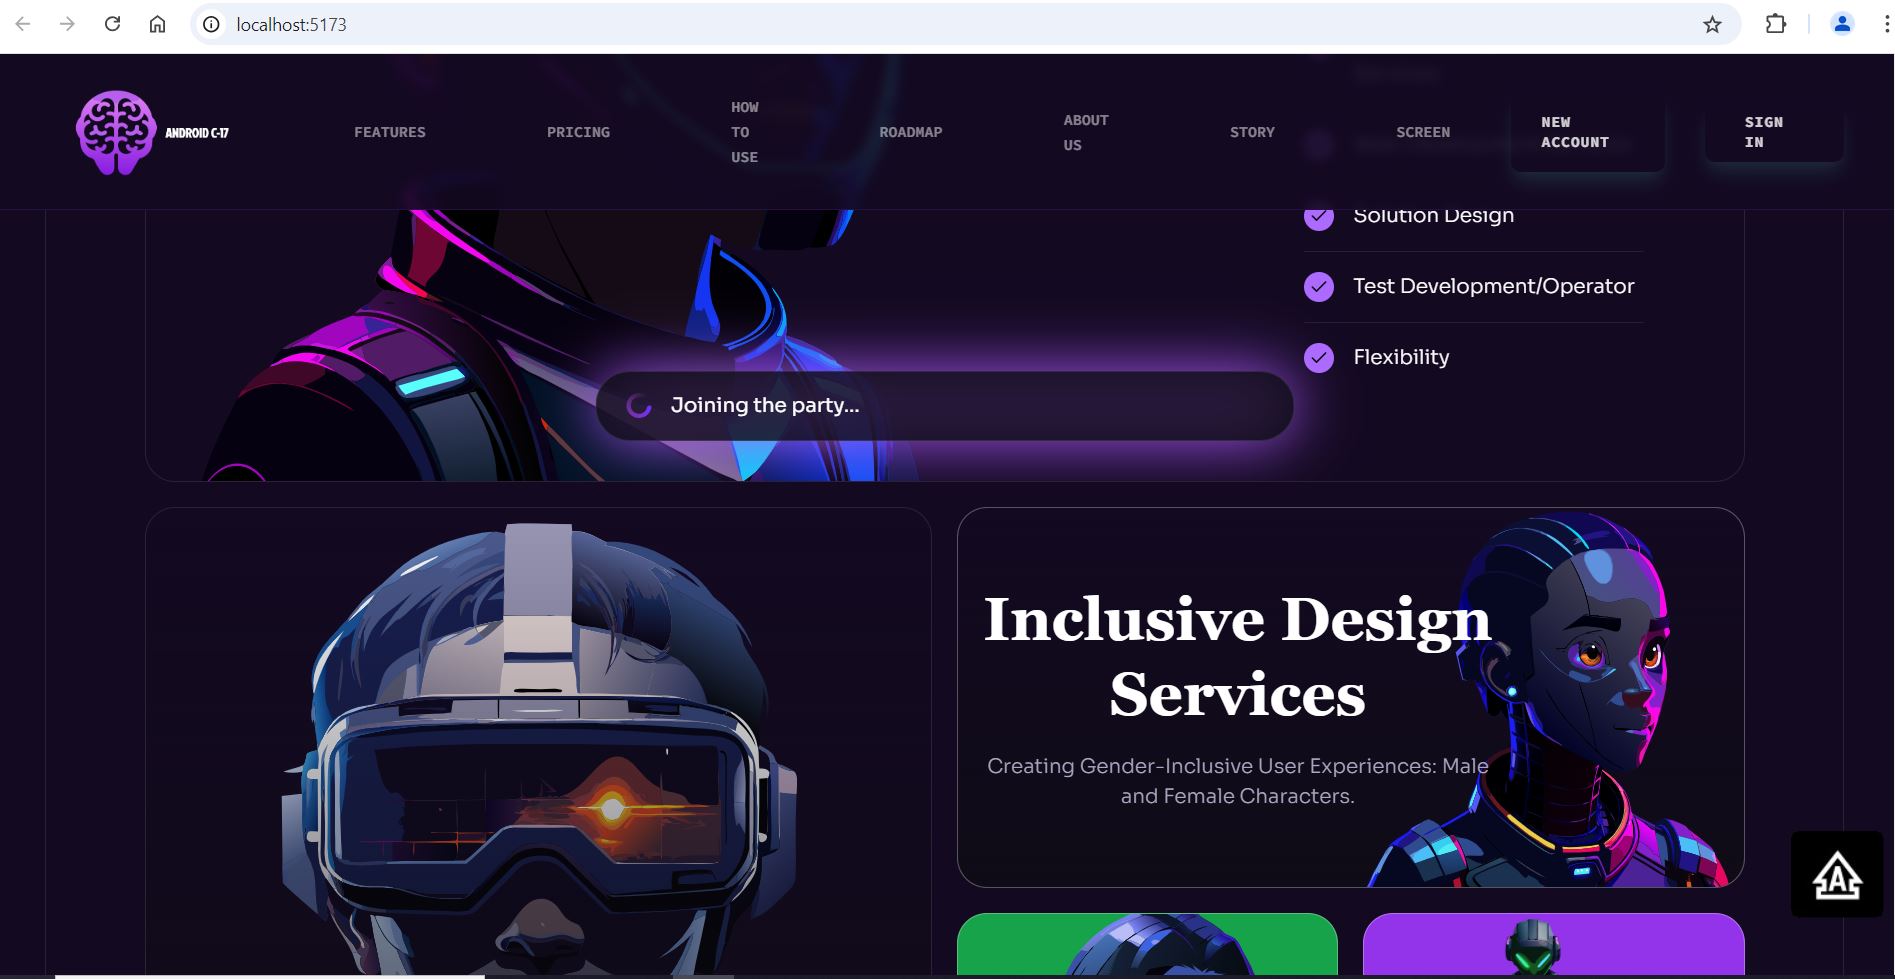 localhost:5173
ANDROID C-17
FEATURES
PRICING
HOW
TO
USE
ROADMAP
ABOUT
US
STORY
SCREEN
NEW
ACCOUNT
SIGN
IN
Solution Design
Test Development/Operator
Flexibility
Joining the party...
Inclusive Design
Services
Creating Gender-Inclusive User Experiences: Male
and Female Characters.
A